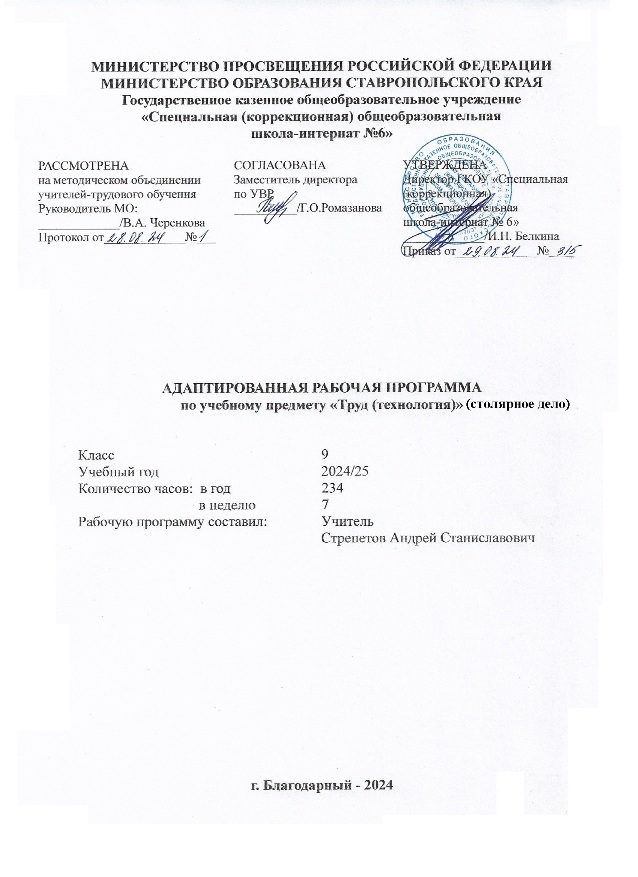 МИНИСТЕРСТВО ПРОСВЕЩЕНИЯ РОССИЙСКОЙ ФЕДЕРАЦИИ
МИНИСТЕРСТВО ОБРАЗОВАНИЯ СТАВРОПОЛЬСКОГО КРАЯ
Государственное казенное общеобразовательное учреждение
«Специальная (коррекционная) общеобразовательная
школа-интернат №6»
РАССМОТРЕНА
на методическом объединении
учителей-трудового обучения
Руководитель МО:
/В.А. Черенкова
Протокол от 28.08.24 №1
СОГЛАСОВАНА
Заместитель директора
по УВР
/Г.О.Ромазанова
УТВЕРЖДЕНА
Директор ГКОУ «Специальная
(коррекционная)
общеобразовательная
школа-интернат № 6»
/И.Н. Белкина
Приказ от 29.08.24 № 315
АДАПТИРОВАННАЯ РАБОЧАЯ ПРОГРАММА
по учебному предмету «Труд (технология)» (столярное дело)
Класс 9
Учебный год 2024/25
Количество часов: в год 234
в неделю 7
Рабочую программу составил: Учитель
Стрепетов Андрей Станиславович
г. Благодарный - 2024